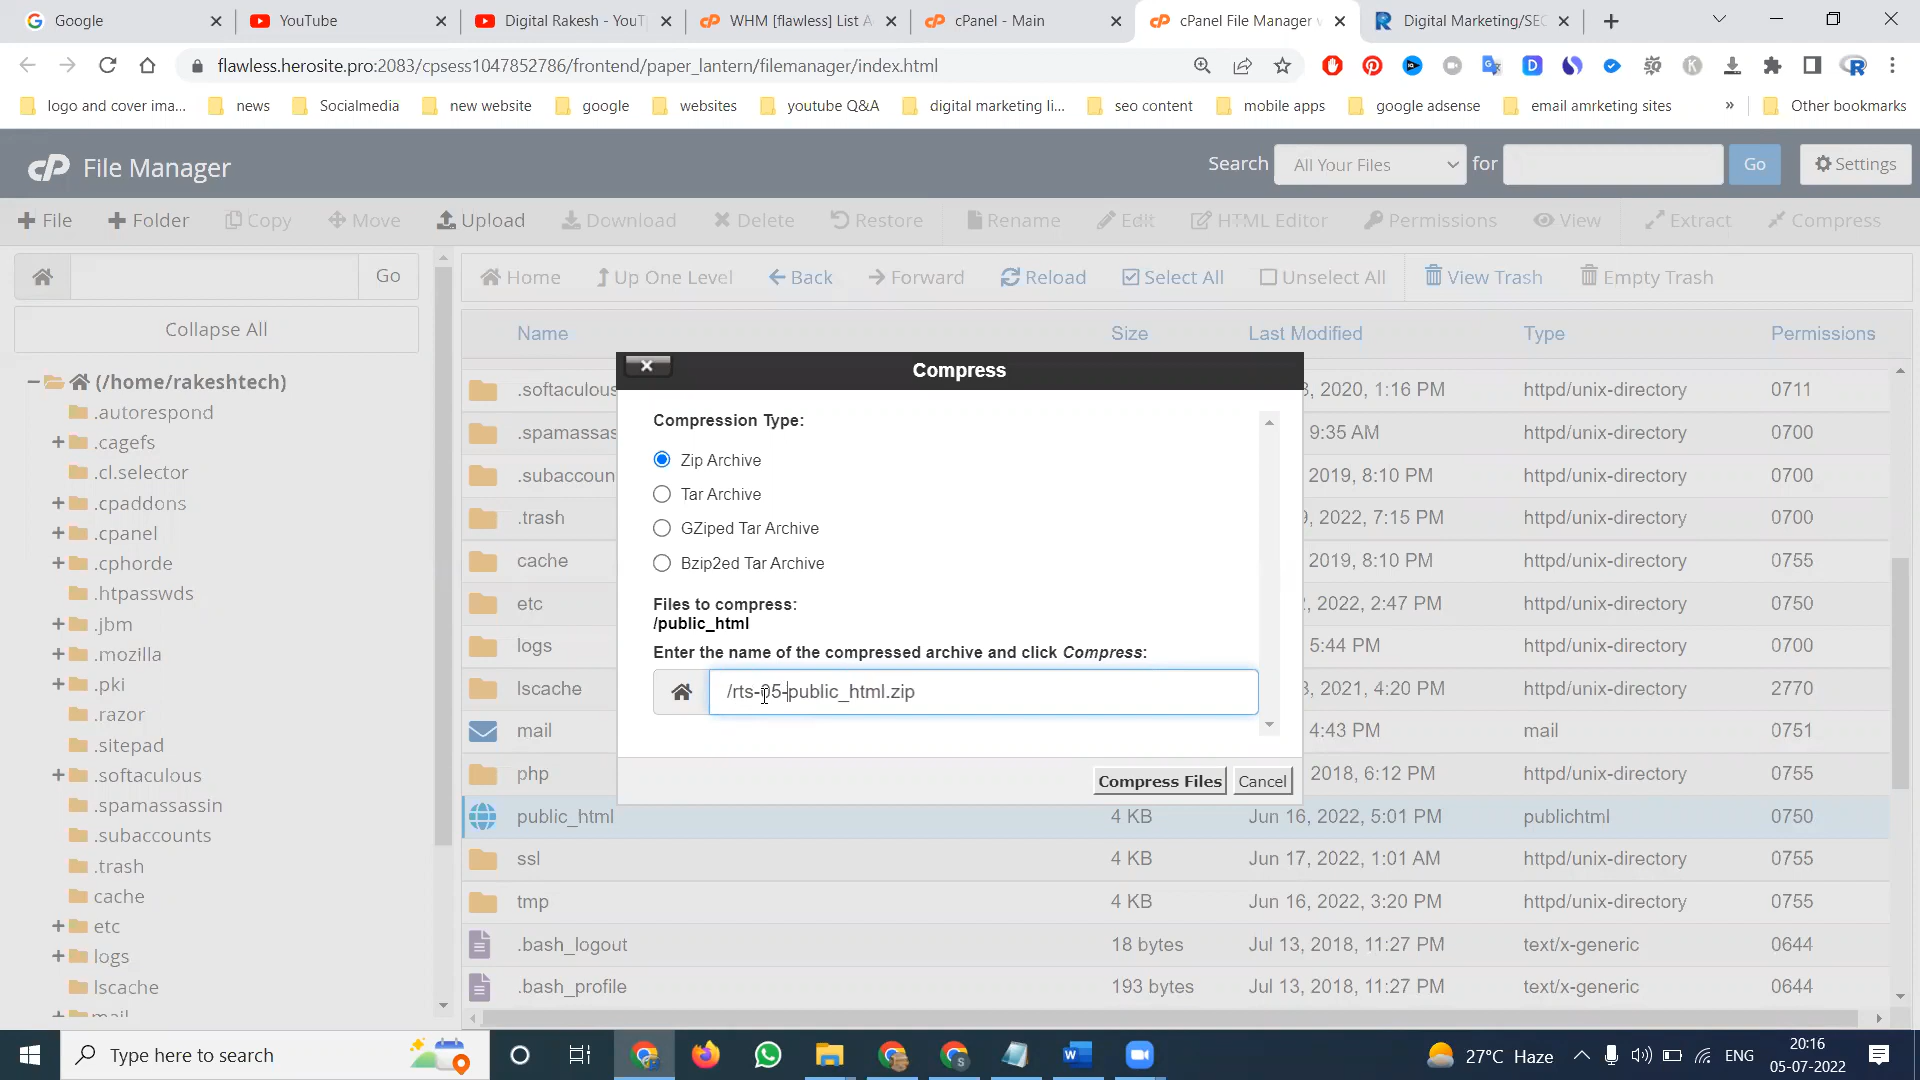 Google
YouTube
Digital Rakesh - YouT
WHM [flawless] List A
cPanel - Main
cPanel File Manager v
Digital Marketing/SEO
flawless.herosite.pro:2083/cpsess1047852786/frontend/paper_lantern/filemanager/index.html
logo and cover ima...
news
Socialmedia
new website
google
websites
youtube Q&A
digital marketing li...
seo content
mobile apps
google adsense
email amrketing sites
»
Other bookmarks
cP File Manager
Search All Your Files for Go Settings
File Folder Copy Move Upload Download Delete Restore Rename Edit HTML Editor Permissions View Extract Compress
Go
Home Up One Level Back Forward Reload Select All Unselect All View Trash Empty Trash
Collapse All
Name Size Last Modified Type Permissions
(/home/rakeshtech)
.autorespond
.cagefs
.cl.selector
.cpaddons
.cpanel
.cphorde
.htpasswds
.jbm
.mozilla
.pki
.razor
.sitepad
.softaculous
.spamassassin
.subaccounts
.trash
cache
etc
logs
lscache
mail
.softaculous 3, 2020, 1:16 PM httpd/unix-directory 0711
.spamassas 9:35 AM httpd/unix-directory 0700
.subaccoun 2019, 8:10 PM httpd/unix-directory 0700
.trash 9, 2022, 7:15 PM httpd/unix-directory 0700
cache 2019, 8:10 PM httpd/unix-directory 0755
etc 2, 2022, 2:47 PM httpd/unix-directory 0750
logs 5:44 PM httpd/unix-directory 0700
lscache 3, 2021, 4:20 PM httpd/unix-directory 2770
mail 4:43 PM mail 0751
php 2018, 6:12 PM httpd/unix-directory 0755
public_html 4 KB Jun 16, 2022, 5:01 PM publichtml 0750
ssl 4 KB Jun 17, 2022, 1:01 AM httpd/unix-directory 0755
tmp 4 KB Jun 16, 2022, 3:20 PM httpd/unix-directory 0755
.bash_logout 18 bytes Jul 13, 2018, 11:27 PM text/x-generic 0644
.bash_profile 193 bytes Jul 13, 2018, 11:27 PM text/x-generic 0644
Compress
Compression Type:
Zip Archive
Tar Archive
GZiped Tar Archive
Bzip2ed Tar Archive
Files to compress:
/public_html
Enter the name of the compressed archive and click Compress:
/rts-05-public_html.zip
Compress Files Cancel
Type here to search
27°C Haze
ENG
20:16
05-07-2022